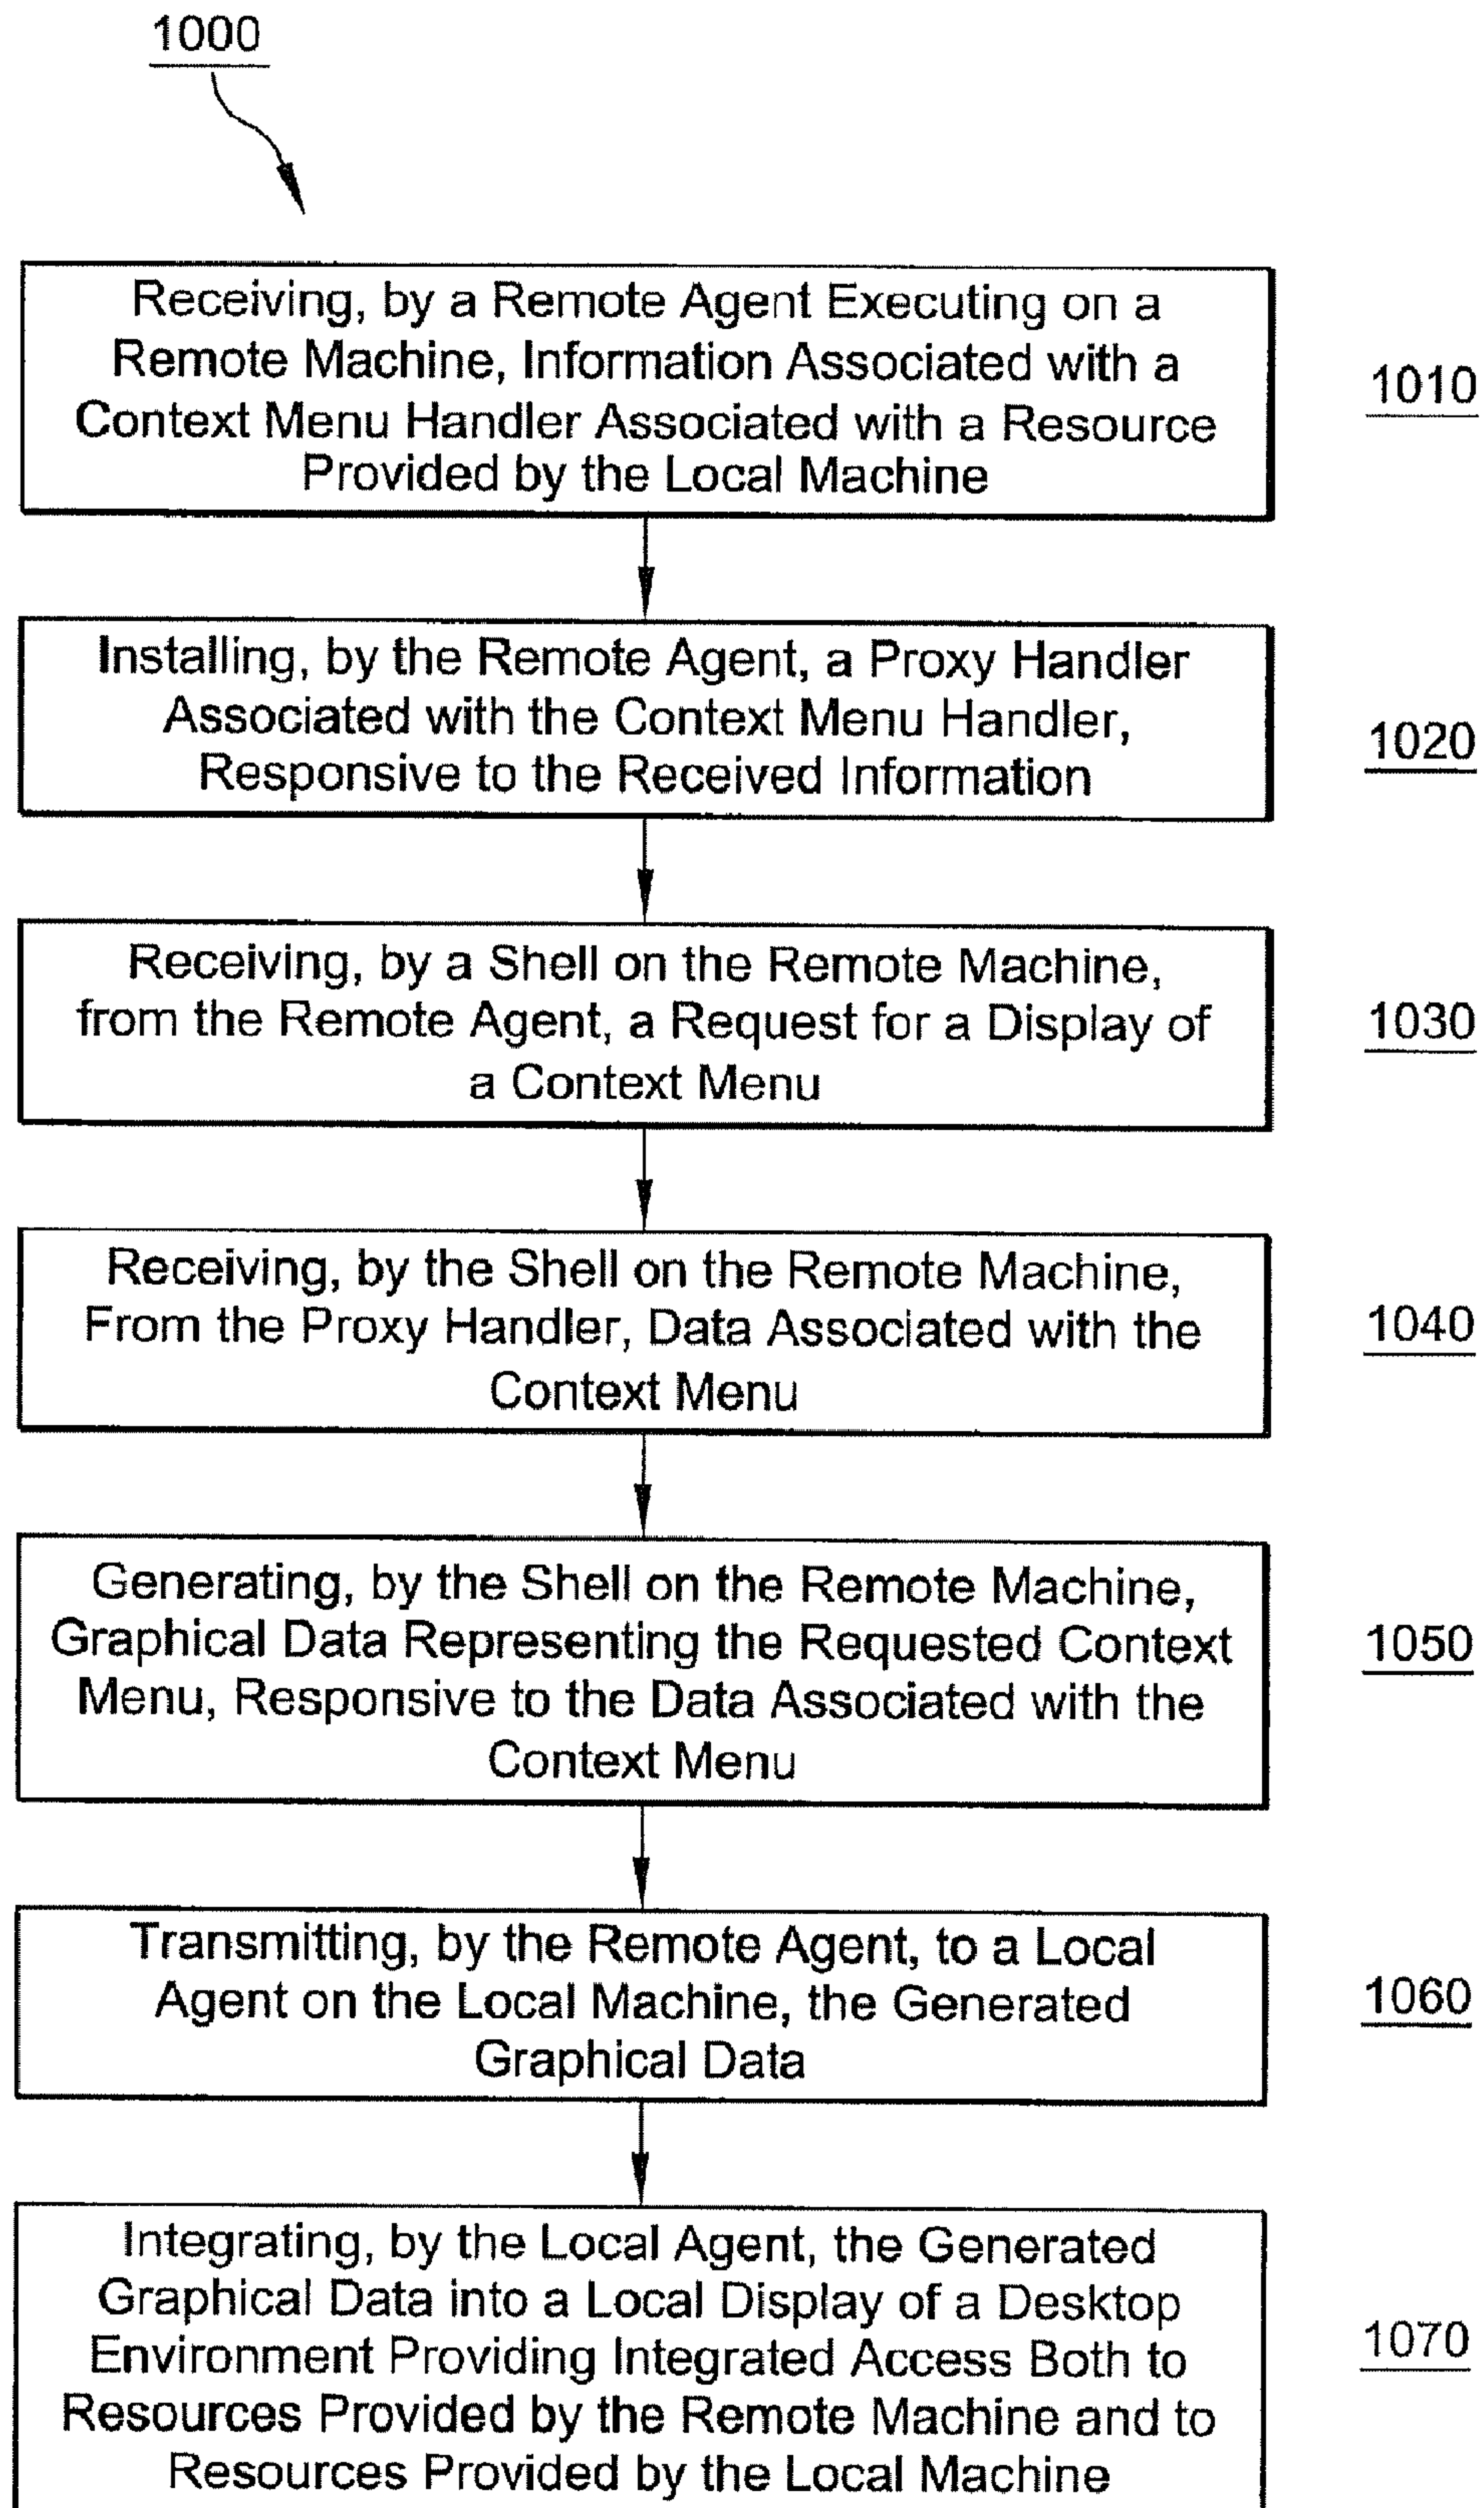 1000
Receiving, by a Remote Agent Executing on a
Remote Machine, Information Associated with a
Context Menu Handler Associated with a Resource
Provided by the Local Machine
1010
Installing, by the Remote Agent, a Proxy Handler
Associated with the Context Menu Handler,
Responsive to the Received Information
1020
Receiving, by a Shell on the Remote Machine,
from the Remote Agent, a Request for a Display of
a Context Menu
1030
Receiving, by the Shell on the Remote Machine,
From the Proxy Handler, Data Associated with the
Context Menu
1040
Generating, by the Shell on the Remote Machine,
Graphical Data Representing the Requested Context
Menu, Responsive to the Data Associated with the
Context Menu
1050
Transmitting, by the Remote Agent, to a Local
Agent on the Local Machine, the Generated
Graphical Data
1060
Integrating, by the Local Agent, the Generated
Graphical Data into a Local Display of a Desktop
Environment Providing Integrated Access Both to
Resources Provided by the Remote Machine and to
Resources Provided by the Local Machine
1070